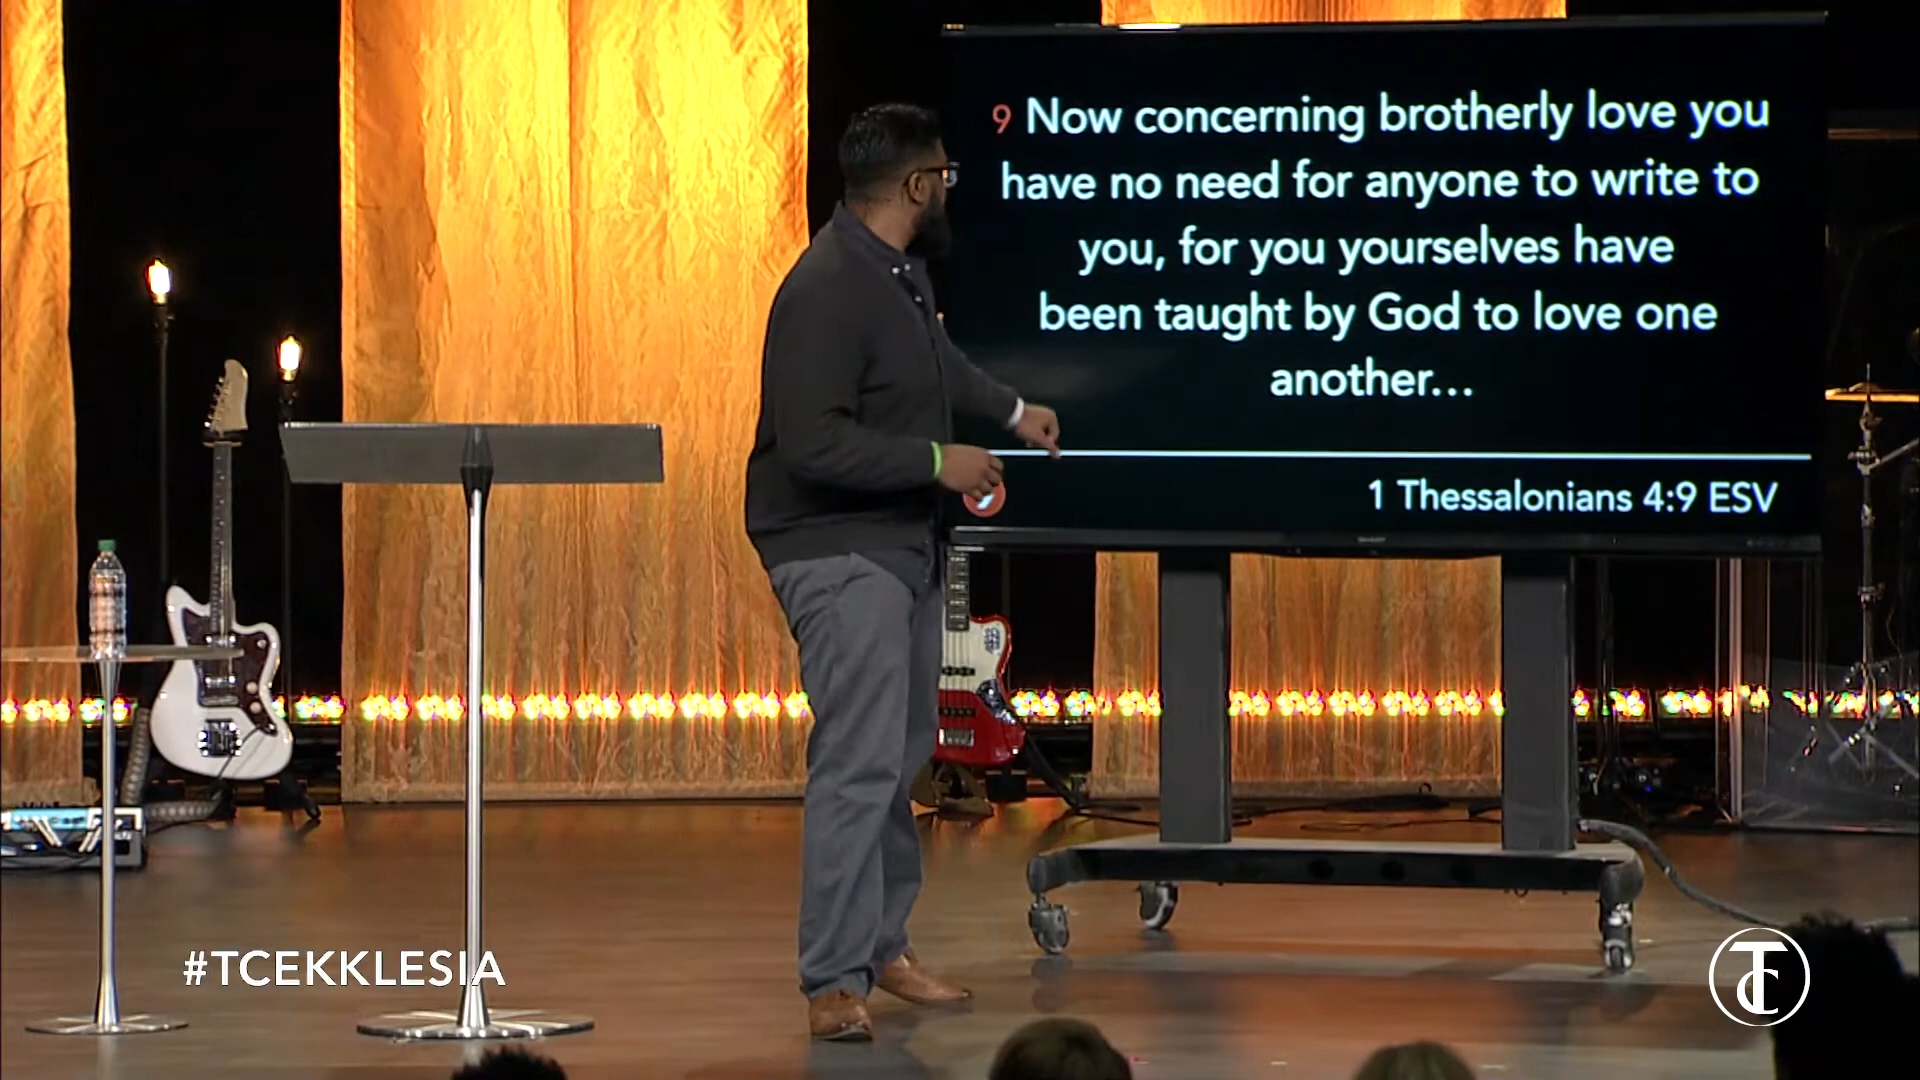 9 Now concerning brotherly love you
have no need for anyone to write to
you, for you yourselves have
been taught by God to love one
another...
1 Thessalonians 4:9 ESV
#TCEKKLESIA
TC